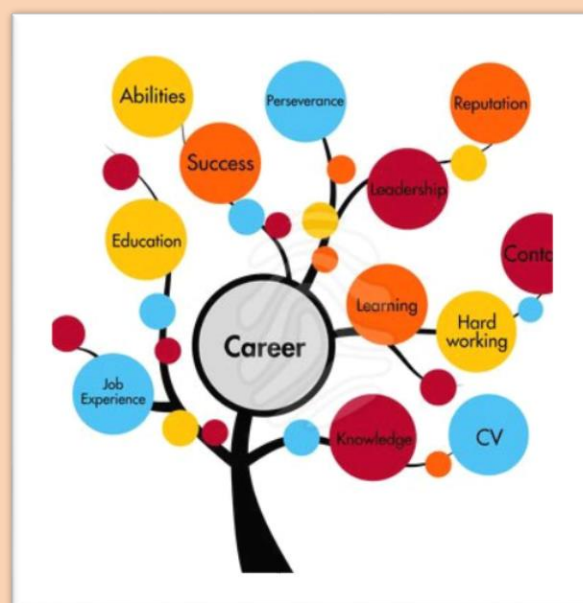 Abilities
Perseverance
Reputation
Success
Leadership
Education
Learning
Hard
working
Career
Job
Experience
Knowledge
CV